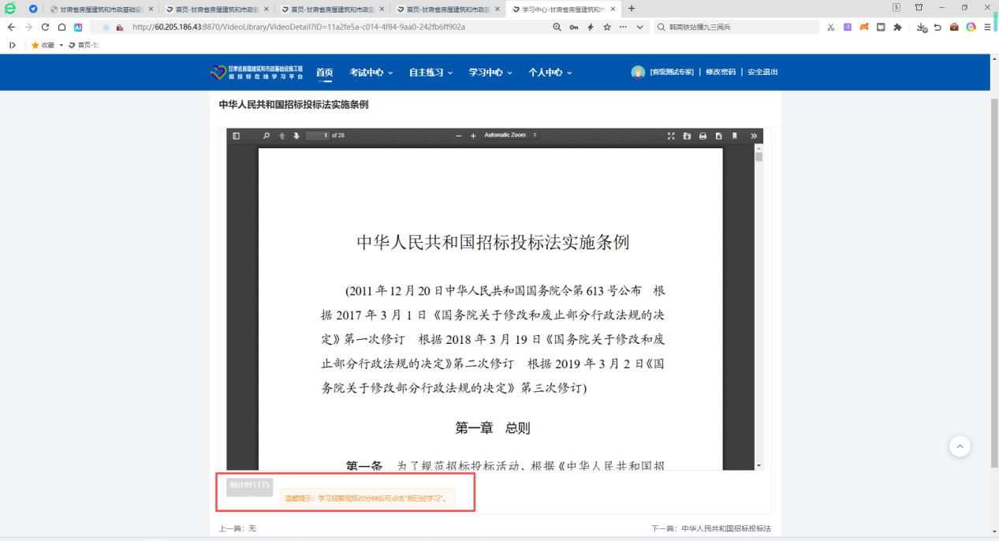 甘肃省房屋建筑和市政基础设
首页-甘肃省房屋建筑和市政基
首页-甘肃省房屋建筑和市政基
首页-甘肃省房屋建筑和市政基
学习中心-甘肃省房屋建筑和市
5
AI
http://60.205.186.43:8870/VideoLibrary/VideoDetail?ID=11a2fe5a-c014-4f84-9aa0-242fb6ff902a
韩高铁站播九三阅兵
收藏
首页-甘
甘肃省房屋建筑和市政基础设施工程
招投标在线学习平台
首页 考试中心 自主练习 学习中心 个人中心
[省级测试专家] | 修改密码 | 安全退出
中华人民共和国招标投标法实施条例
1 of 28
Automatic Zoom
中华人民共和国招标投标法实施条例
(2011 年 12 月 20 日中华人民共和国国务院令第 613 号公布 根
据 2017 年 3 月 1 日《国务院关于修改和废止部分行政法规的决
定》第一次修订 根据 2018 年 3 月 19 日《国务院关于修改和废
止部分行政法规的决定》第二次修订 根据 2019 年 3 月 2 日《国
务院关于修改部分行政法规的决定》第三次修订)
第一章 总则
第一条 为了规范招标投标活动，根据《中华人民共和国招
倒计时1135
温馨提示：学习观看视频20分钟后可点击"我已经学习"。
上一篇：无
下一篇：中华人民共和国招标投标法